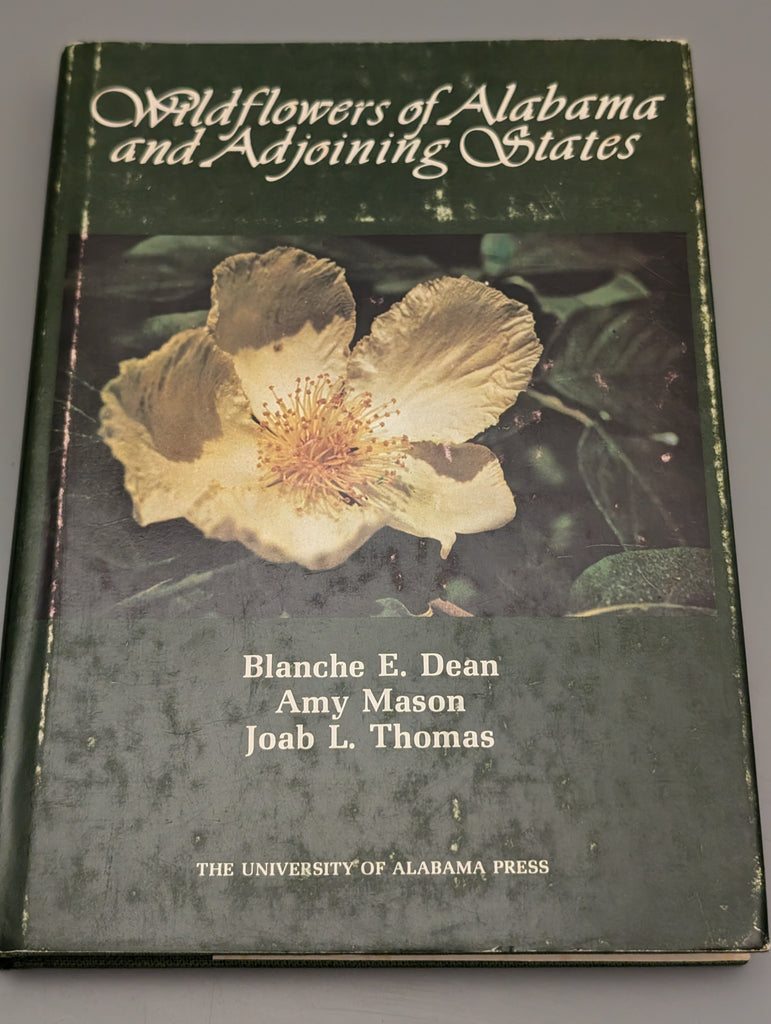 Wildflowers of Alabama
and Adjoining States
Blanche E. Dean
Amy Mason
Joab L. Thomas
THE UNIVERSITY OF ALABAMA PRESS